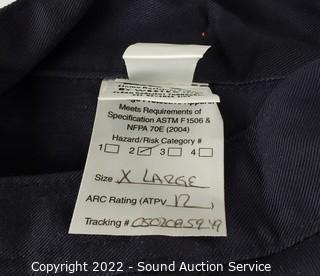 Meets Requirements of
Specification ASTM F1506 &
NFPA 70E (2004)
Hazard/Risk Category #
1 2 3 4
Size X LARGE
ARC Rating (ATPV 12
Tracking #
Copyright © 2022 - Sound Auction Service